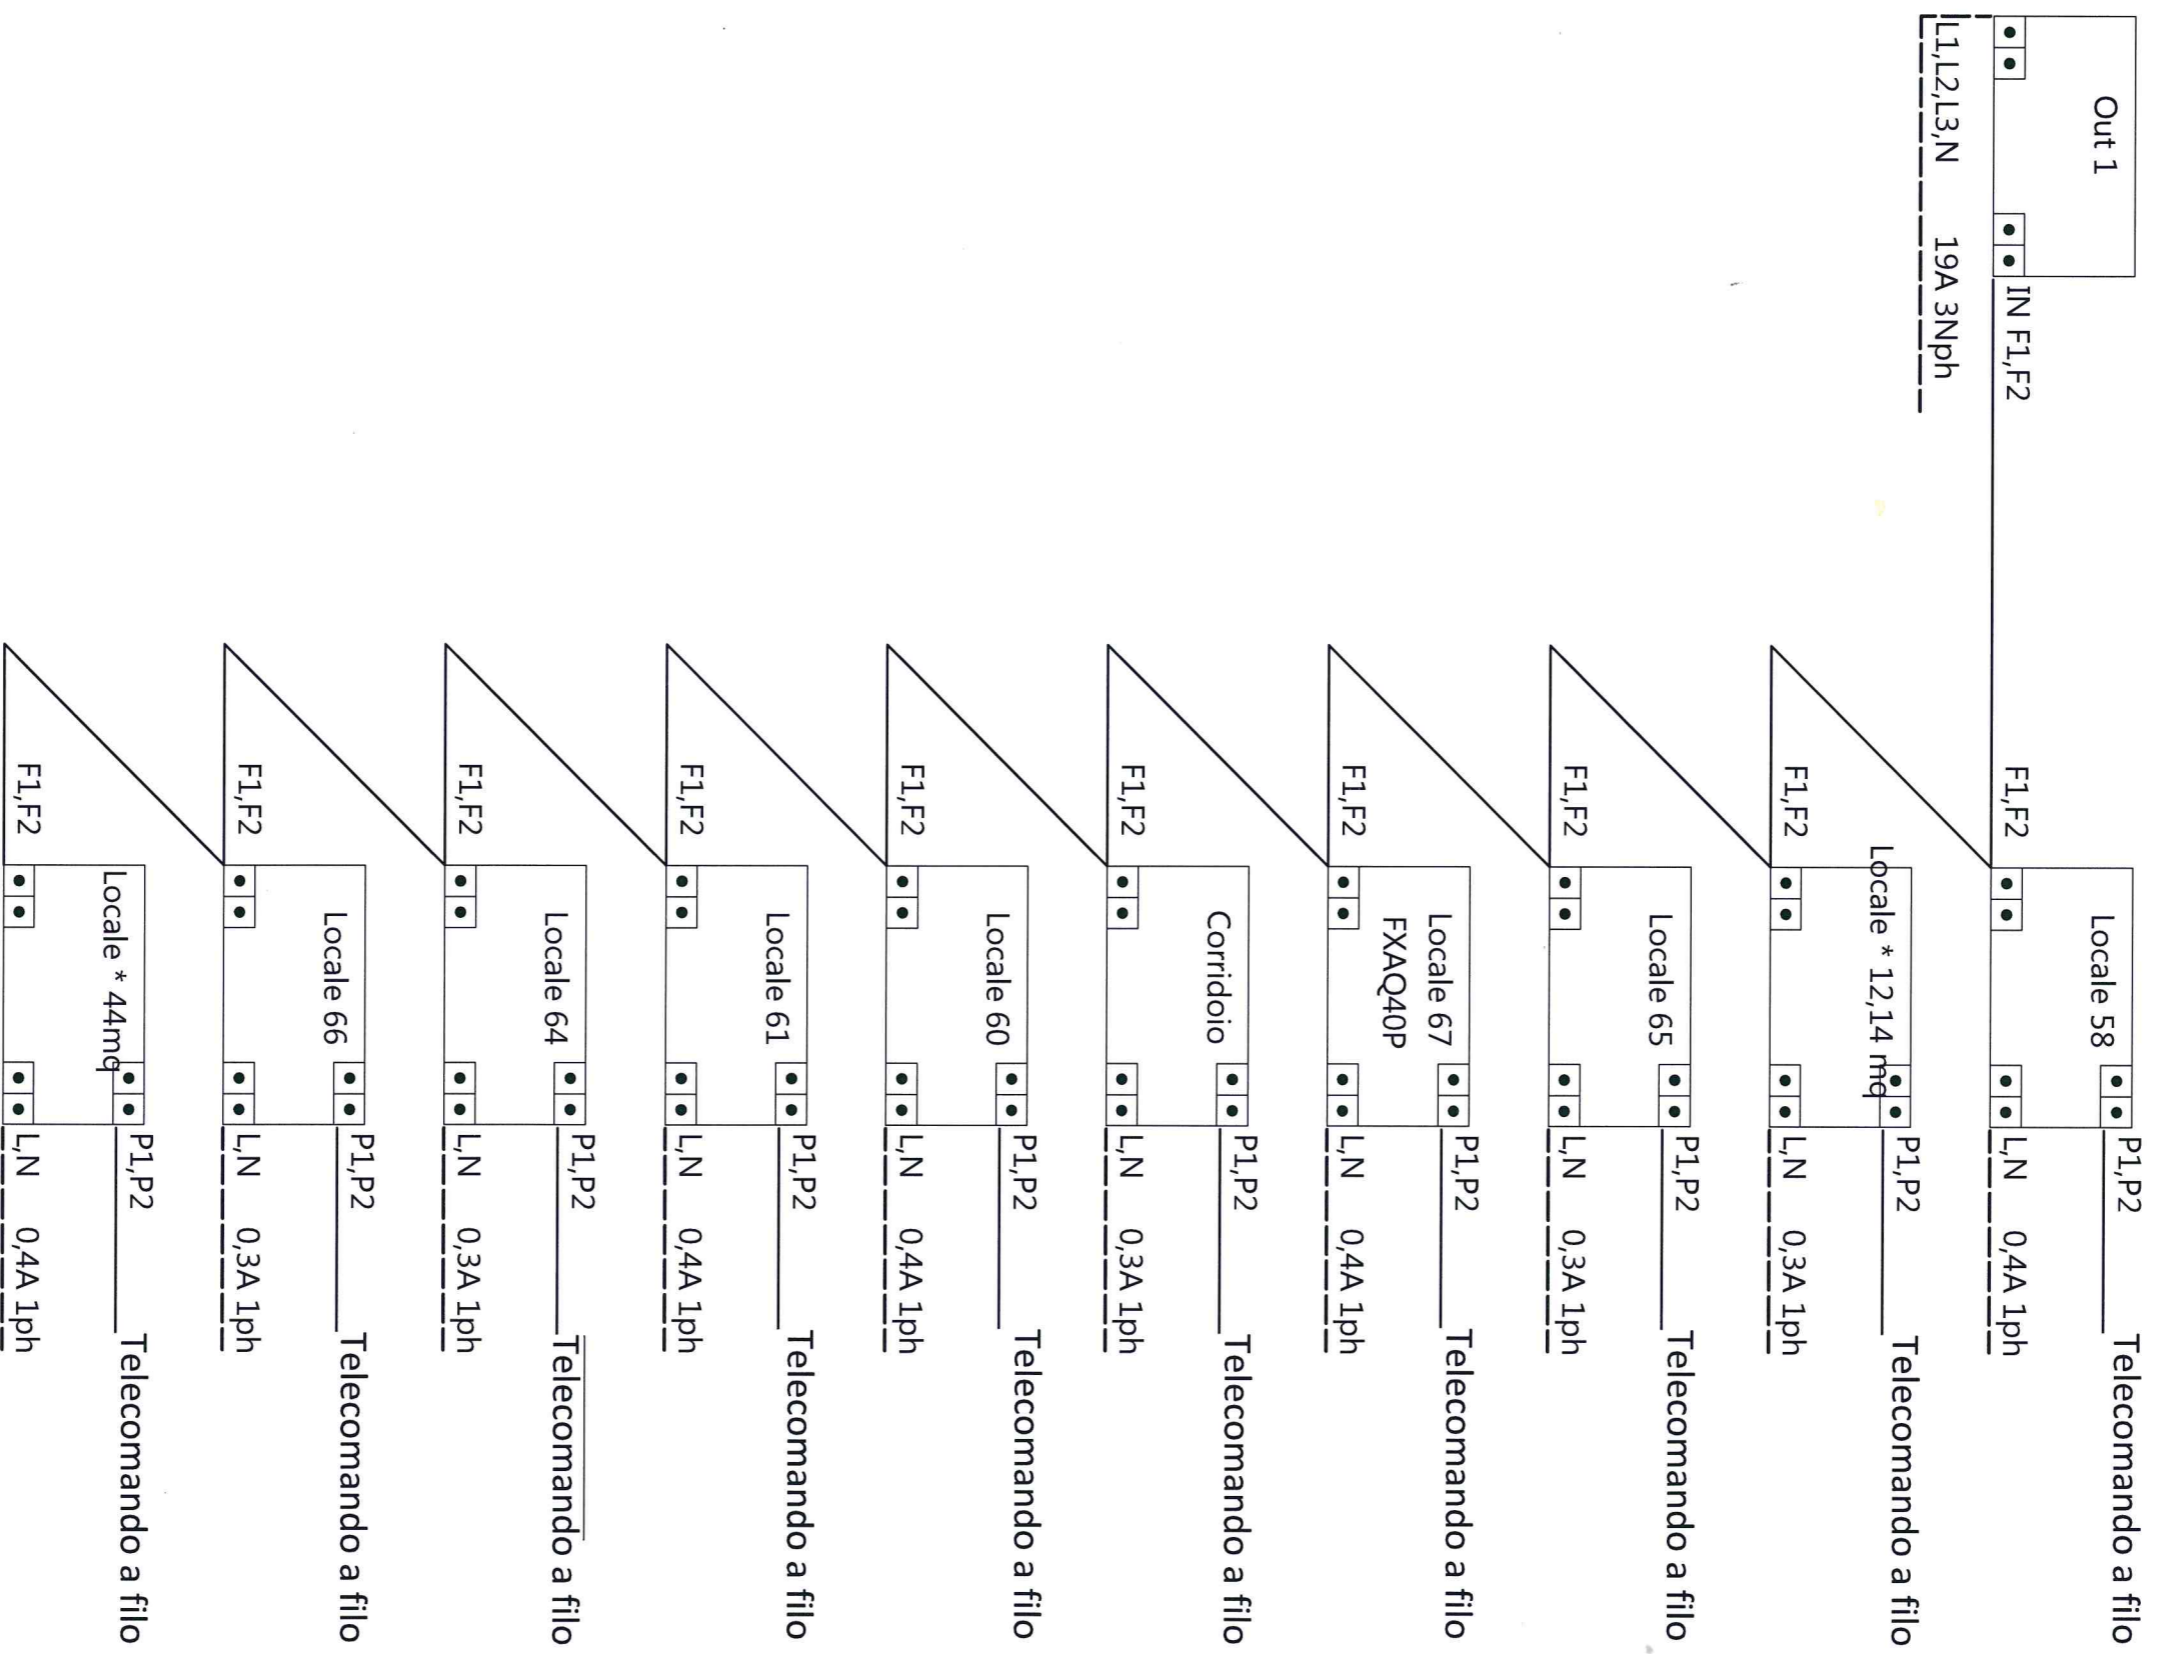 Out 1
IN F1,F2
L1,L2,L3,N 19A 3Nph
F1,F2
Locale 58
P1,P2
Telecomando a filo
L,N 0,4A 1ph
F1,F2
Locale * 12,14 mq
P1,P2
Telecomando a filo
L,N 0,3A 1ph
F1,F2
Locale 65
P1,P2
Telecomando a filo
L,N 0,3A 1ph
F1,F2
Locale 67
FXAQ40P
P1,P2
Telecomando a filo
L,N 0,4A 1ph
F1,F2
Corridoio
P1,P2
Telecomando a filo
L,N 0,3A 1ph
F1,F2
Locale 60
P1,P2
Telecomando a filo
L,N 0,4A 1ph
F1,F2
Locale 61
P1,P2
Telecomando a filo
L,N 0,4A 1ph
F1,F2
Locale 64
P1,P2
Telecomando a filo
L,N 0,3A 1ph
F1,F2
Locale 66
P1,P2
Telecomando a filo
L,N 0,3A 1ph
F1,F2
Locale * 44mq
P1,P2
Telecomando a filo
L,N 0,4A 1ph